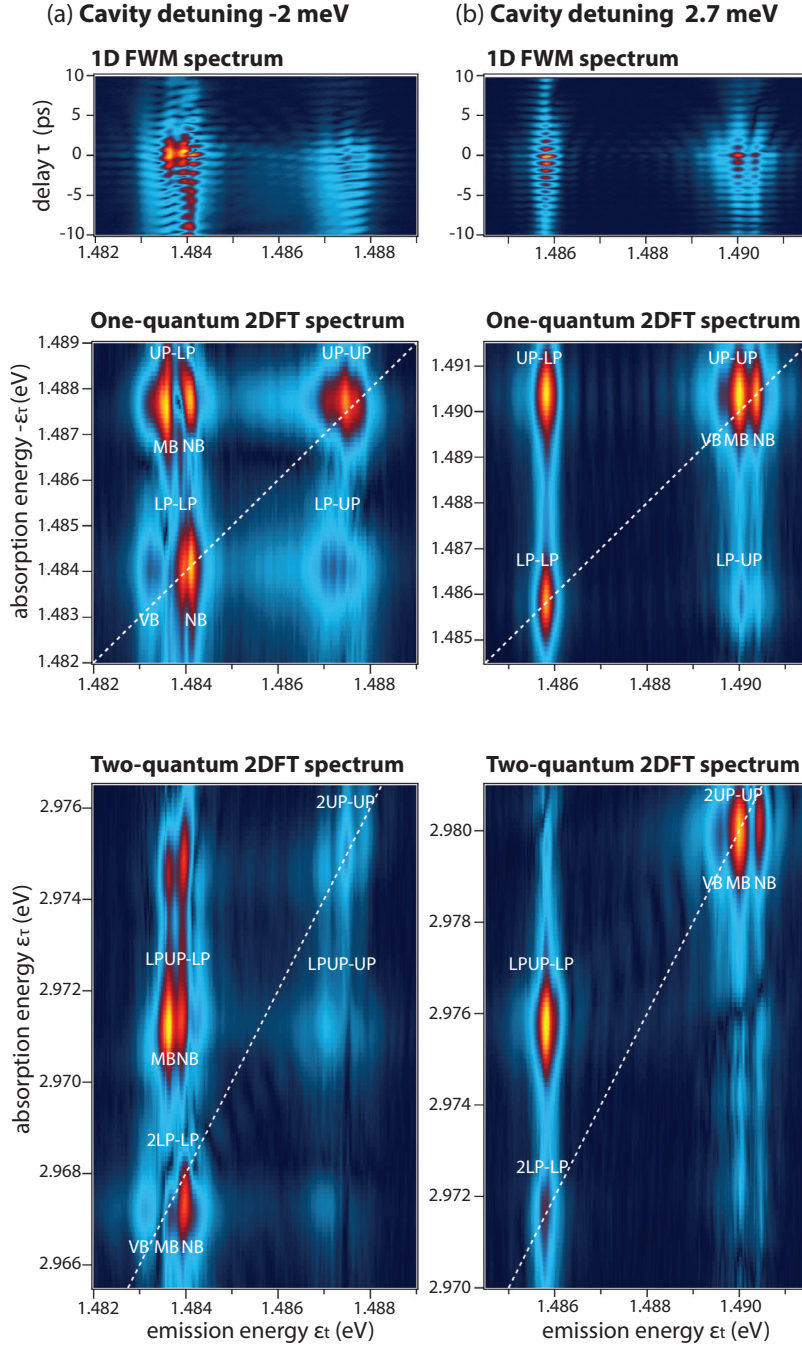 (a) Cavity detuning -2 meV
(b) Cavity detuning 2.7 meV
1D FWM spectrum
1D FWM spectrum
delay τ (ps)
10
5
0
-5
-10
1.482
1.484
1.486
1.488
10
5
0
-5
-10
1.486
1.488
1.490
One-quantum 2DFT spectrum
One-quantum 2DFT spectrum
absorption energy -ετ (eV)
1.489
1.488
1.487
1.486
1.485
1.484
1.483
1.482
UP-LP
UP-UP
MB NB
LP-LP
LP-UP
VB NB
1.482
1.484
1.486
1.488
1.491
1.490
1.489
1.488
1.487
1.486
1.485
UP-LP
UP-UP
VB MB NB
LP-LP
LP-UP
1.486
1.488
1.490
Two-quantum 2DFT spectrum
Two-quantum 2DFT spectrum
absorption energy ετ (eV)
2.976
2.974
2.972
2.970
2.968
2.966
2UP-UP
LPUP-LP
LPUP-UP
MB NB
2LP-LP
VB' MB NB
1.482
1.484
1.486
1.488
emission energy εt (eV)
2.980
2.978
2.976
2.974
2.972
2.970
2UP-UP
VB MB NB
LPUP-LP
2LP-LP
1.486
1.488
1.490
emission energy εt (eV)